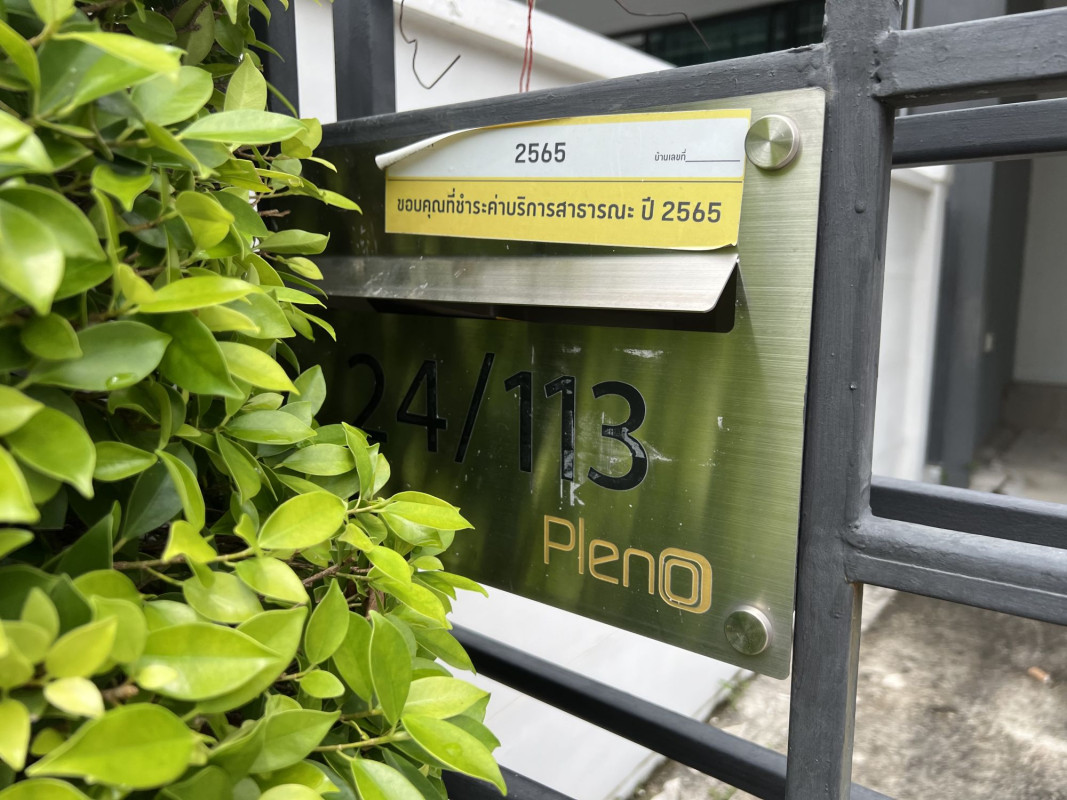 2565
บ้านเลขที่
ขอบคุณที่ชำระค่าบริการสาธารณะ ปี 2565
24/113
Pleno